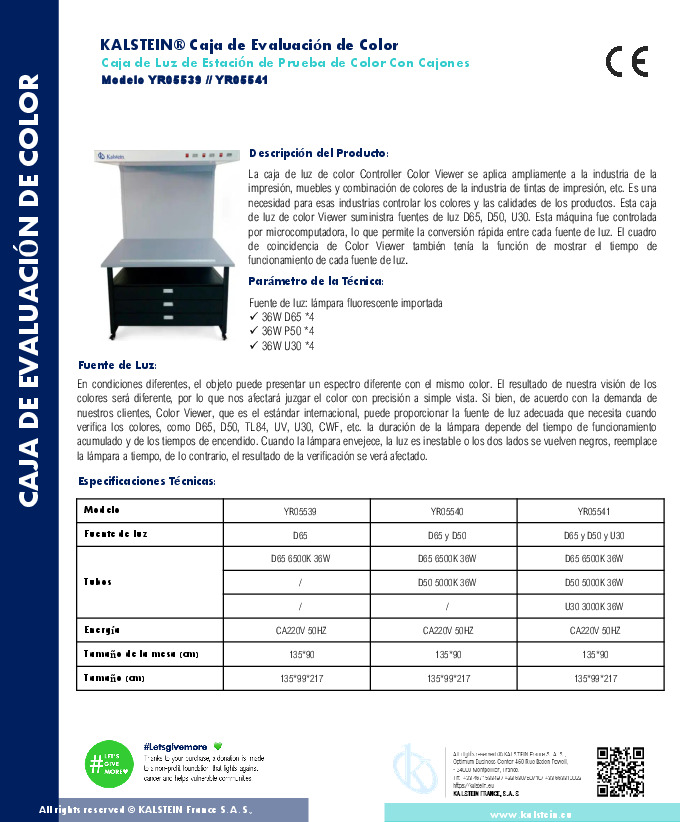 CAJA DE EVALUACIÓN DE COLOR
KALSTEIN® Caja de Evaluación de Color
Caja de Luz de Estación de Prueba de Color Con Cajones
Modelo YR05539 // YR05541
CE
Kalstein
Descripción del Producto:
La caja de luz de color Controller Color Viewer se aplica ampliamente a la industria de la
impresión, muebles y combinación de colores de la industria de tintas de impresión, etc. Es una
necesidad para esas industrias controlar los colores y las calidades de los productos. Esta caja
de luz de color Viewer suministra fuentes de luz D65, D50, U30. Esta máquina fue controlada
por microcomputadora, lo que permite la conversión rápida entre cada fuente de luz. El cuadro
de coincidencia de Color Viewer también tenía la función de mostrar el tiempo de
funcionamiento de cada fuente de luz.
Parámetro de la Técnica:
Fuente de luz: lámpara fluorescente importada
✓ 36W D65 *4
✓ 36W P50 *4
✓ 36W U30 *4
Fuente de Luz:
En condiciones diferentes, el objeto puede presentar un espectro diferente con el mismo color. El resultado de nuestra visión de los
colores será diferente, por lo que nos afectará juzgar el color con precisión a simple vista. Si bien, de acuerdo con la demanda de
nuestros clientes, Color Viewer, que es el estándar internacional, puede proporcionar la fuente de luz adecuada que necesita cuando
verifica los colores, como D65, D50, TL84, UV, U30, CWF, etc. la duración de la lámpara depende del tiempo de funcionamiento
acumulado y de los tiempos de encendido. Cuando la lámpara envejece, la luz es inestable o los dos lados se vuelven negros, reemplace
la lámpara a tiempo, de lo contrario, el resultado de la verificación se verá afectado.
Especificaciones Técnicas:
Modelo YR05539 YR05540 YR05541
Fuente de luz D65 D65 y D50 D65 y D50 y U30
Tubos D65 6500K 36W D65 6500K 36W D65 6500K 36W
/ D50 5000K 36W D50 5000K 36W
/ / U30 3000K 36W
Energía CA220V 50HZ CA220V 50HZ CA220V 50HZ
Tamaño de la mesa (cm) 135*90 135*90 135*90
Tamaño (cm) 135*99*217 135*99*217 135*99*217
# LET'S GIVE MORE
#Letsgivemore
Thanks to your purchase, a donation is made
to a non-profit foundation that fights against
cancer and helps vulnerable communities
All rights reserved © KALSTEIN France S. A. S.,
Optimum Business Center 450 Rue Baden Powell,
34000 Montpellier, France.
https://kalstein.eu
KALSTEIN FRANCE, S. A. S
All rights reserved © KALSTEIN France S. A. S.,
www.kalstein.eu